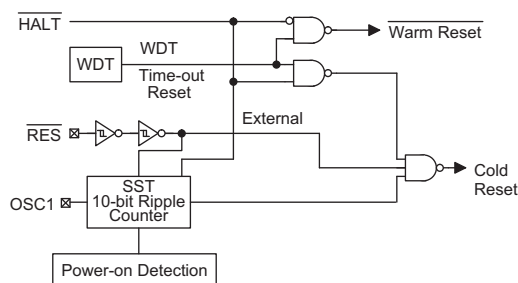 HALT
WDT
WDT
Time-out
Reset
Warm Reset
RES
External
Cold
Reset
OSC1
SST
10-bit Ripple
Counter
Power-on Detection